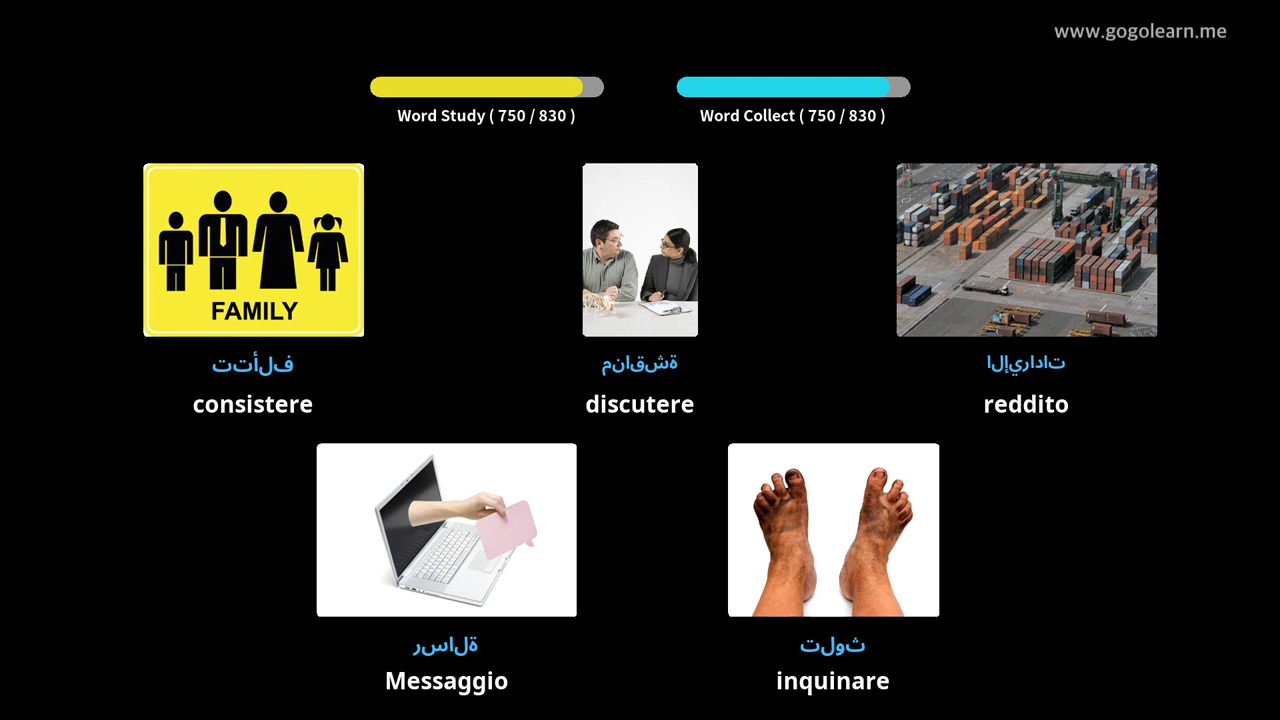 www.gogolearn.me
Word Study ( 750 / 830 )
Word Collect ( 750 / 830 )
FAMILY
تتألف
مناقشة
الإيرادات
consistere
discutere
reddito
رسالة
تلوث
Messaggio
inquinare